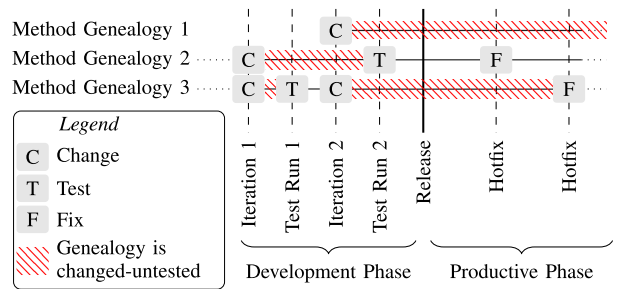 Method Genealogy 1
C
Method Genealogy 2
C
T
F
Method Genealogy 3
C
T
C
F
Legend
C Change
T Test
F Fix
Genealogy is
changed-untested
Iteration 1
Test Run 1
Iteration 2
Test Run 2
Release
Hotfix
Hotfix
Development Phase
Productive Phase